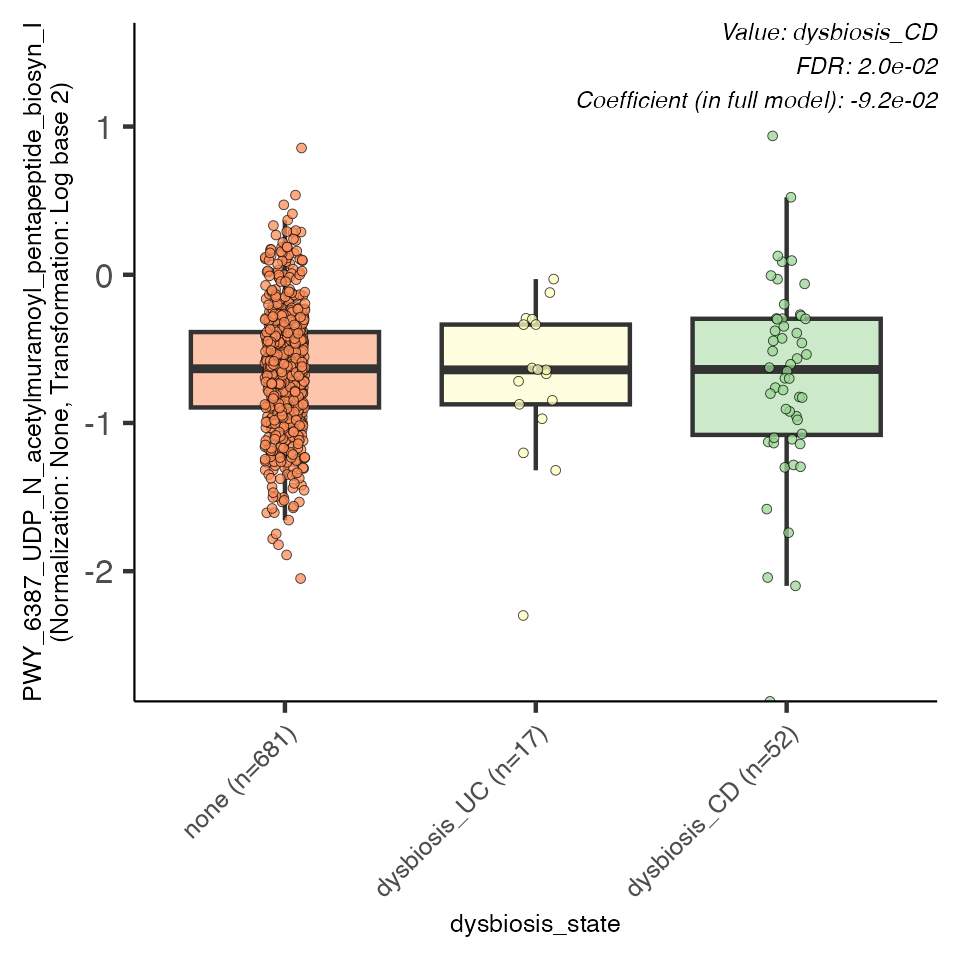 Value: dysbiosis_CD
FDR: 2.0e-02
Coefficient (in full model): -9.2e-02
PWY_6387_UDP_N_acetylmuramoyl_pentapeptide_biosyn_I
(Normalization: None, Transformation: Log base 2)
1
0
-1
-2
none (n=681)
dysbiosis_UC (n=17)
dysbiosis_CD (n=52)
dysbiosis_state